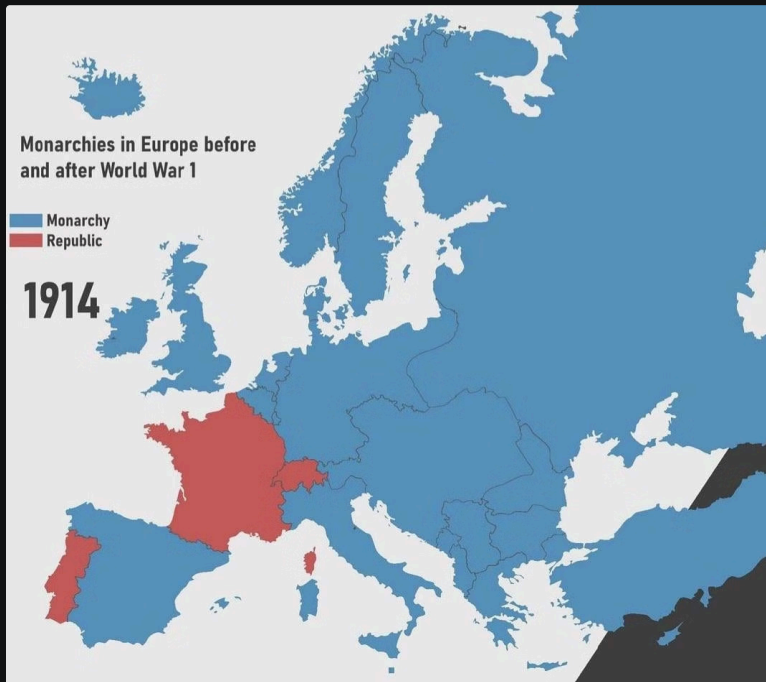 Monarchies in Europe before
and after World War 1
Monarchy
Republic
1914